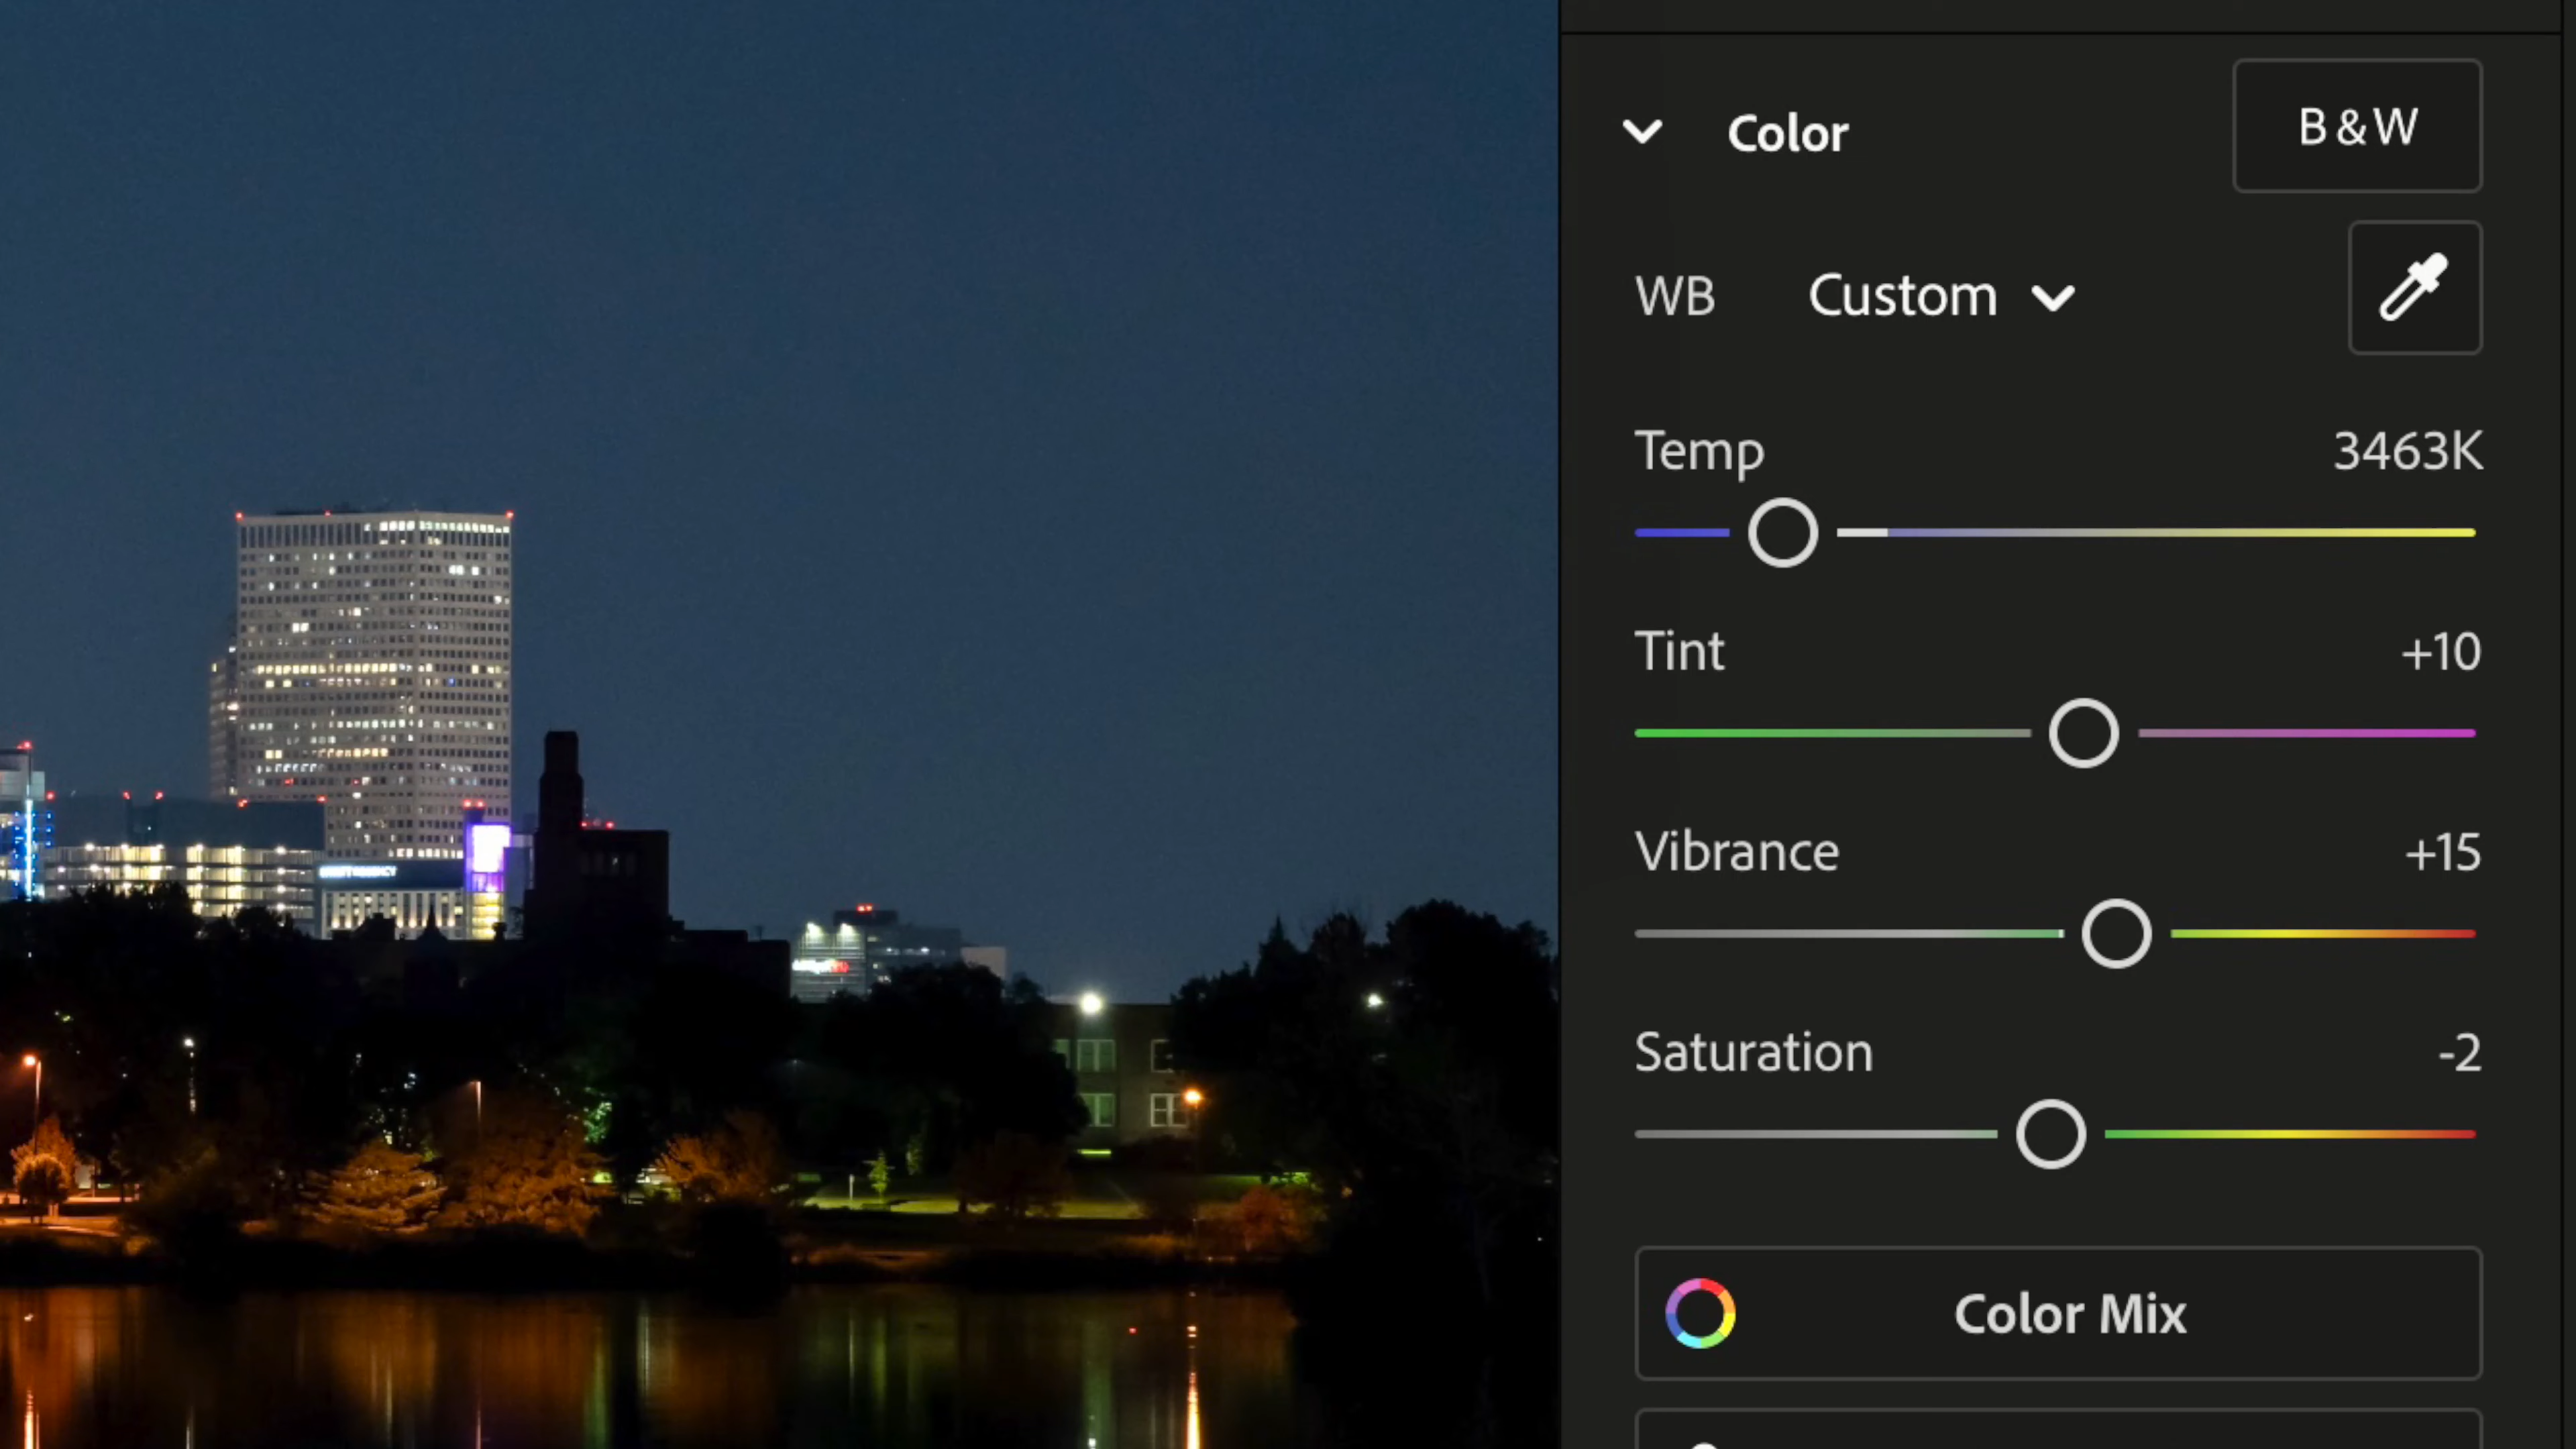 Color
B&W
WB Custom
Temp 3463K
Tint +10
Vibrance +15
Saturation -2
Color Mix